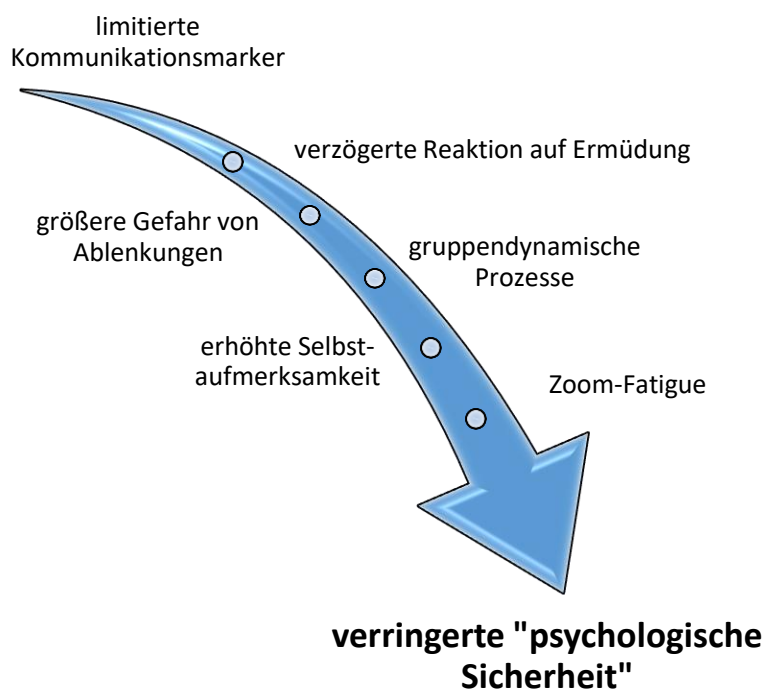 limitierte
Kommunikationsmarker
verzögerte Reaktion auf Ermüdung
größere Gefahr von
Ablenkungen
gruppendynamische
Prozesse
erhöhte Selbst-
aufmerksamkeit
Zoom-Fatigue
verringerte "psychologische
Sicherheit"